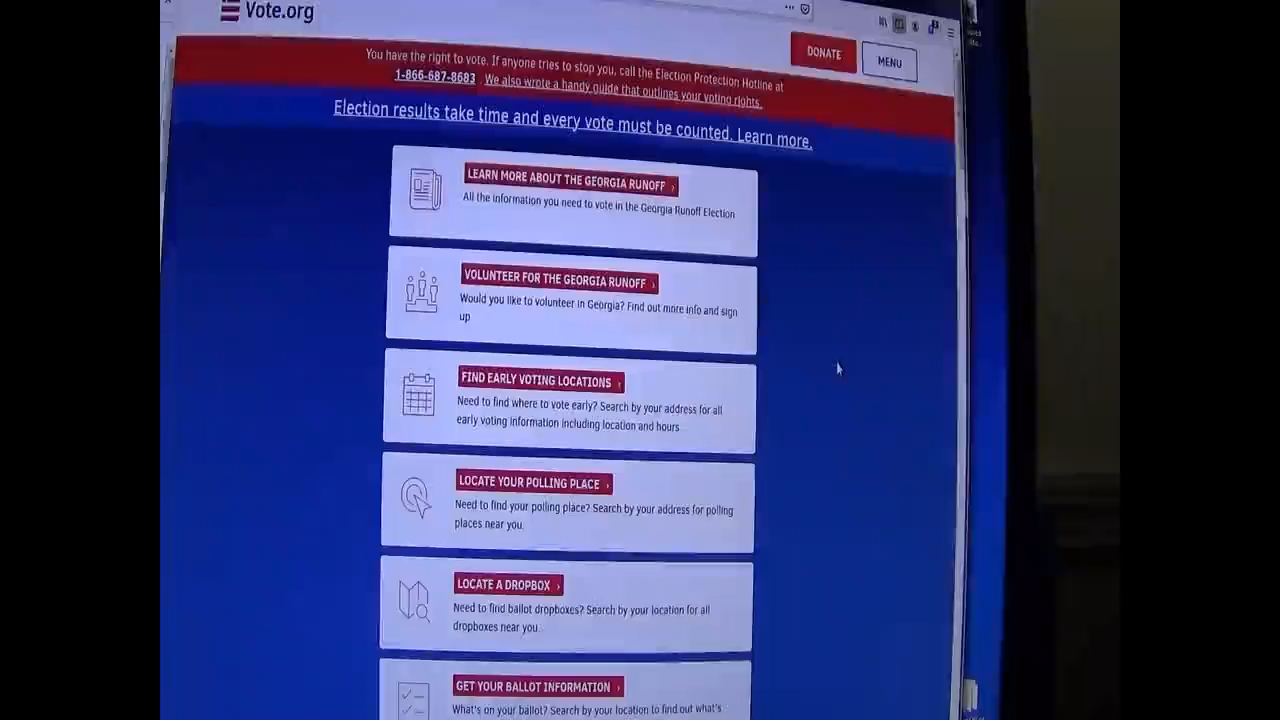 Vote.org
DONATE
MENU
You have the right to vote. If anyone tries to stop you, call the Election Protection Hotline at
1-866-687-8683 We also wrote a handy guide that outlines your voting rights.
Election results take time and every vote must be counted. Learn more.
LEARN MORE ABOUT THE GEORGIA RUNOFF ›
All the information you need to vote in the Georgia Runoff Election
VOLUNTEER FOR THE GEORGIA RUNOFF ›
Would you like to volunteer in Georgia? Find out more info and sign
up
FIND EARLY VOTING LOCATIONS ›
Need to find where to vote early? Search by your address for all
early voting information including location and hours
LOCATE YOUR POLLING PLACE ›
Need to find your polling place? Search by your address for polling
places near you.
LOCATE A DROPBOX ›
Need to find ballot dropboxes? Search by your location for all
dropboxes near you.
GET YOUR BALLOT INFORMATION ›
What's on your ballot? Search by your location to find out what's